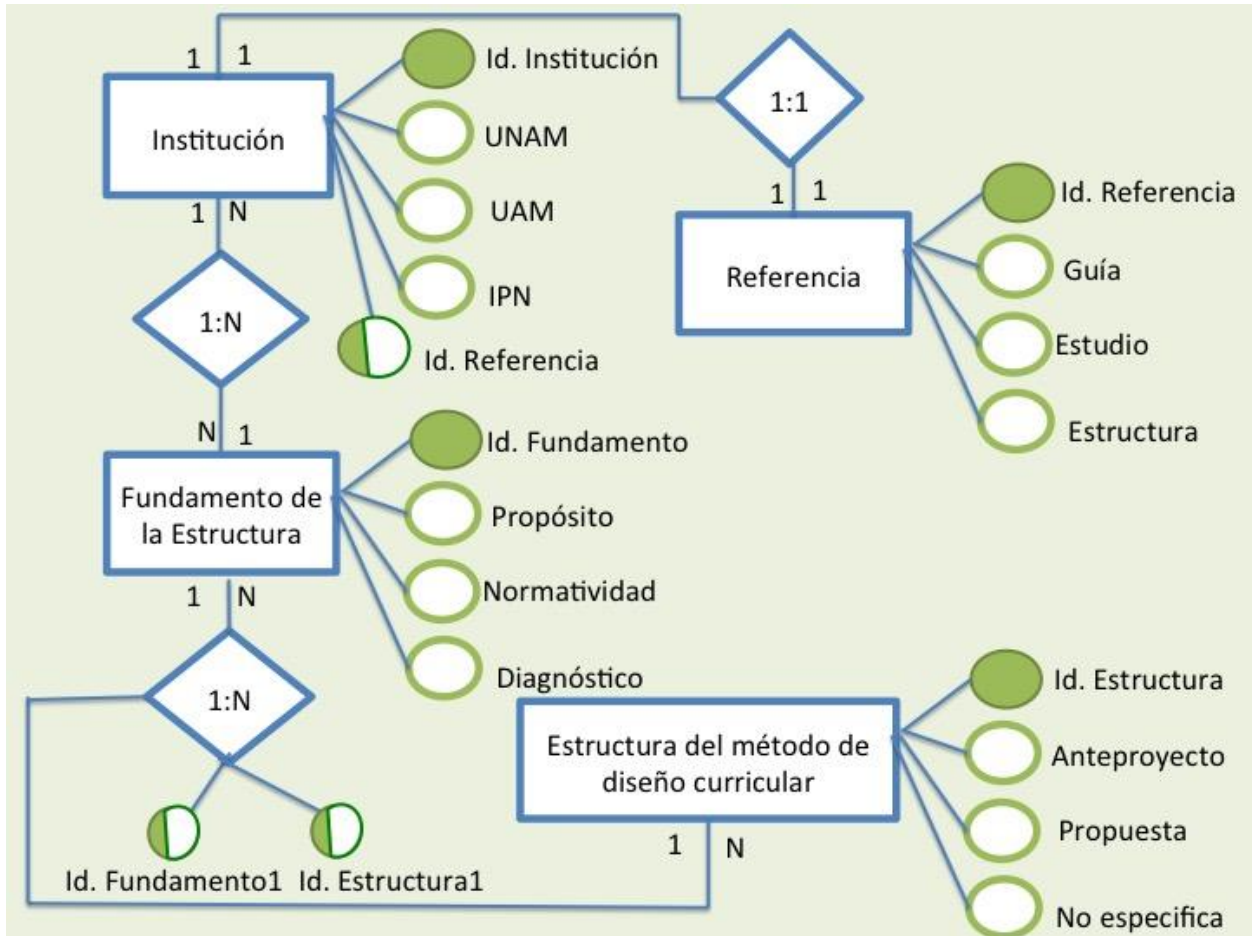 1 1
Institución
1 N
Id. Institución
UNAM
UAM
IPN
Id. Referencia
1:1
1 1
Referencia
Id. Referencia
Guía
Estudio
Estructura
1:N
N 1
Fundamento de
la Estructura
1 N
Id. Fundamento
Propósito
Normatividad
Diagnóstico
1:N
Id. Fundamento1 Id. Estructura1
Estructura del método de
diseño curricular
1 N
Id. Estructura
Anteproyecto
Propuesta
No especifica